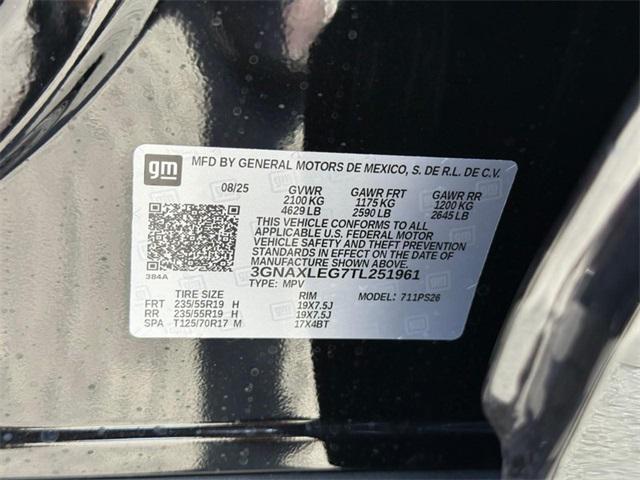 gm
MFD BY GENERAL MOTORS DE MEXICO, S. DE R.L. DE C.V.
08/25 GVWR GAWR FRT GAWR RR
2100 KG 1175 KG 1200 KG
4629 LB 2590 LB 2645 LB
THIS VEHICLE CONFORMS TO ALL
APPLICABLE U.S. FEDERAL MOTOR
VEHICLE SAFETY AND THEFT PREVENTION
STANDARDS IN EFFECT ON THE DATE OF
MANUFACTURE SHOWN ABOVE.
384A 3GNAXLEG7TL251961
TYPE: MPV MODEL: 711PS26
TIRE SIZE RIM
FRT 235/55R19 H 19X7.5J
RR 235/55R19 H 19X7.5J
SPA T125/70R17 M 17X4BT